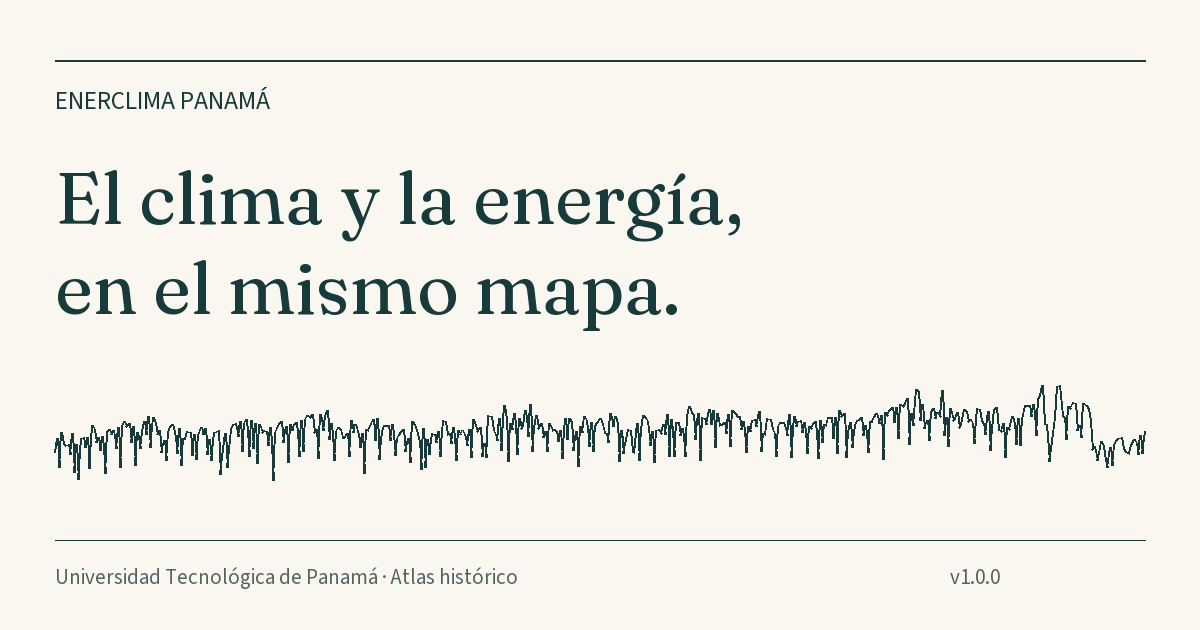 ENERCLIMA PANAMÁ
El clima y la energía,
en el mismo mapa.
Universidad Tecnológica de Panamá · Atlas histórico
v1.0.0